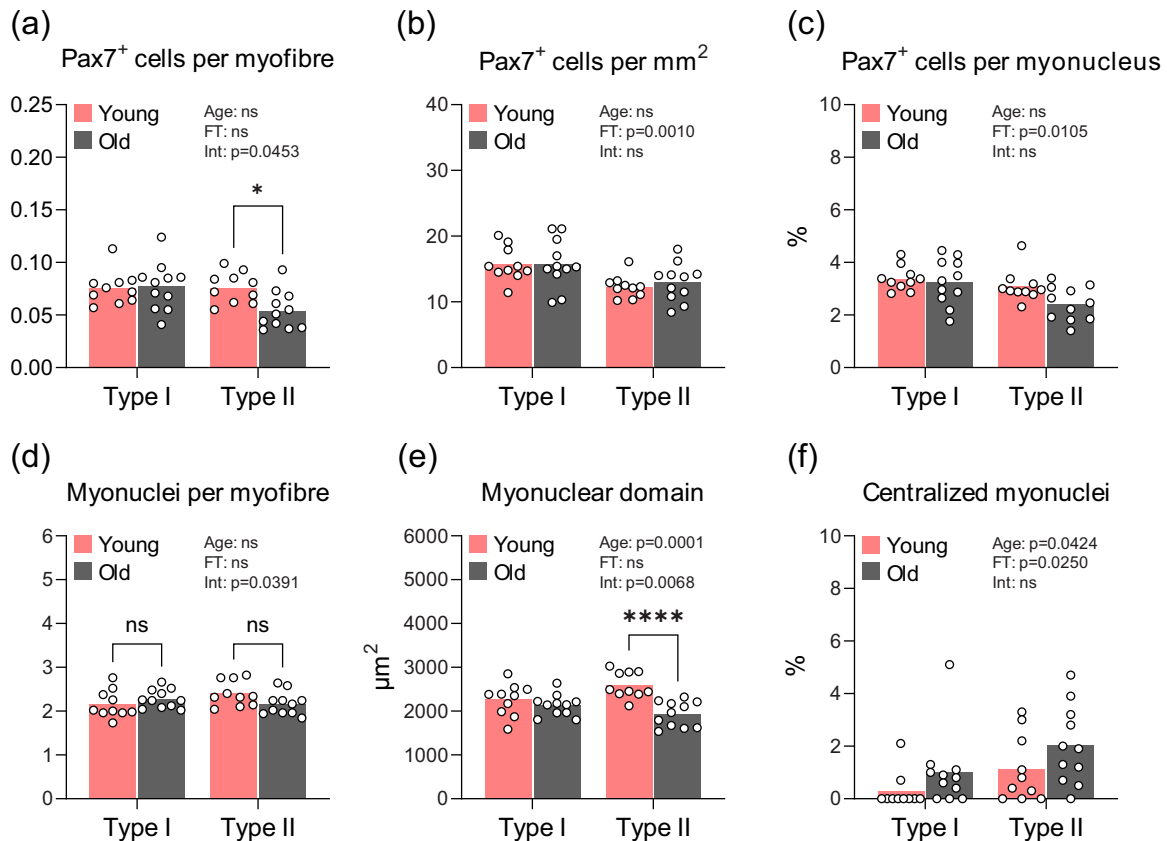 (a)
Pax7⁺ cells per myofibre
Young
Old
Age: ns
FT: ns
Int: p=0.0453
*
0.25
0.20
0.15
0.10
0.05
0.00
Type I
Type II
(b)
Pax7⁺ cells per mm²
Young
Old
Age: ns
FT: p=0.0010
Int: ns
40
30
20
10
0
Type I
Type II
(c)
Pax7⁺ cells per myonucleus
Young
Old
Age: ns
FT: p=0.0105
Int: ns
%
10
8
6
4
2
0
Type I
Type II
(d)
Myonuclei per myofibre
Young
Old
Age: ns
FT: ns
Int: p=0.0391
ns
ns
6
5
4
3
2
1
0
Type I
Type II
(e)
Myonuclear domain
Young
Old
Age: p=0.0001
FT: ns
Int: p=0.0068
****
µm²
6000
5000
4000
3000
2000
1000
0
Type I
Type II
(f)
Centralized myonuclei
Young
Old
Age: p=0.0424
FT: p=0.0250
Int: ns
%
10
8
6
4
2
0
Type I
Type II